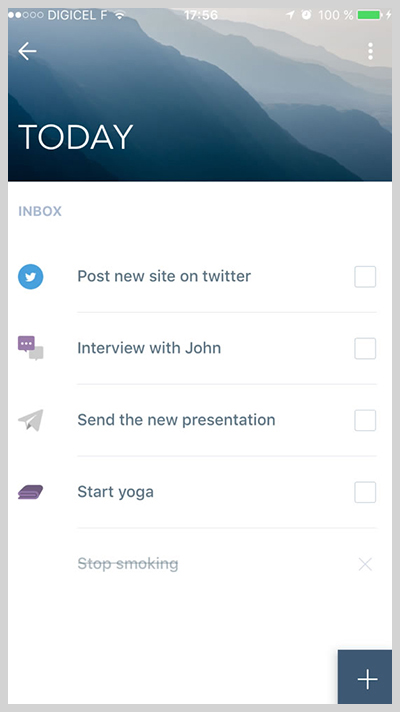 DIGICEL F 17:56 100 %
TODAY
INBOX
Post new site on twitter
Interview with John
Send the new presentation
Start yoga
Stop smoking